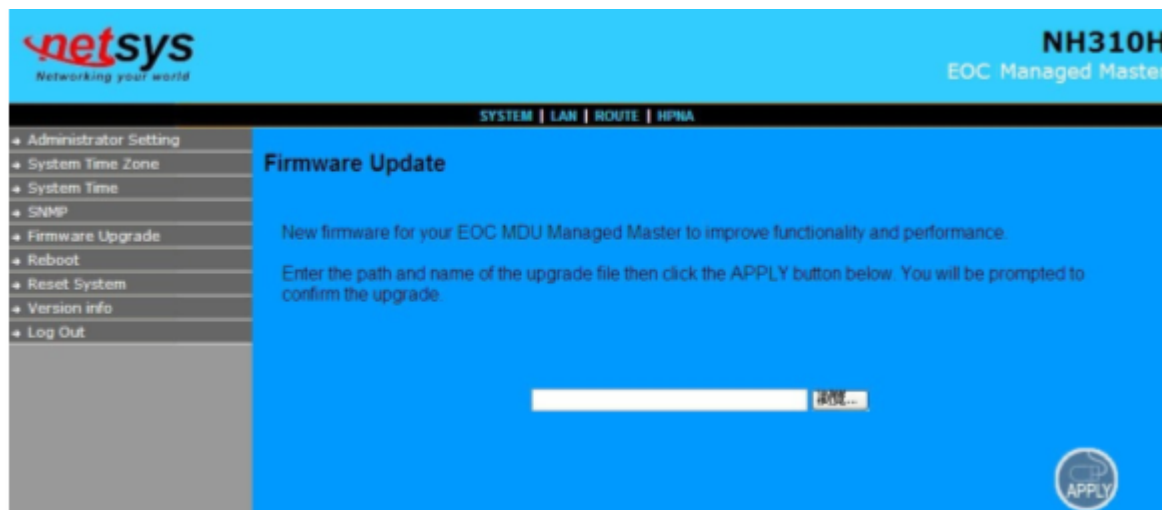 netsys
Networking your world
NH310H
EOC Managed Master
SYSTEM | LAN | ROUTE | HPNA
Administrator Setting
System Time Zone
System Time
SNMP
Firmware Upgrade
Reboot
Reset System
Version info
Log Out
Firmware Update
New firmware for your EOC MDU Managed Master to improve functionality and performance.
Enter the path and name of the upgrade file then click the APPLY button below. You will be prompted to
confirm the upgrade.
瀏覽...
APPLY